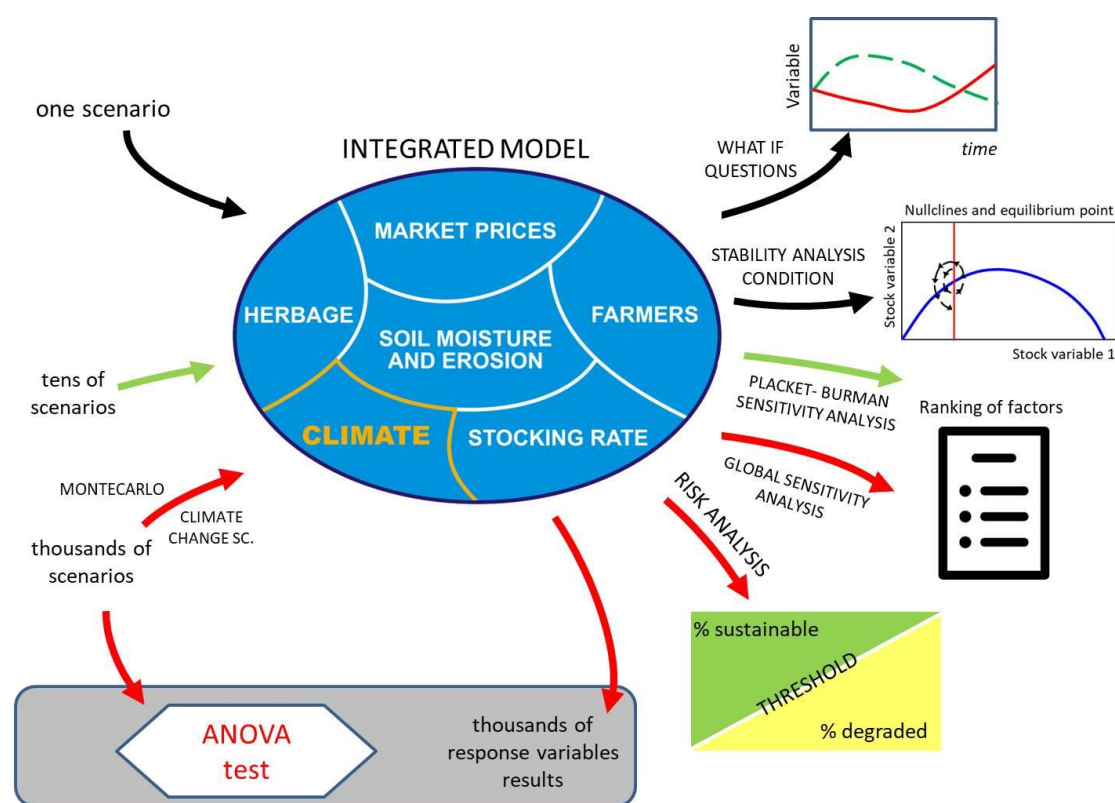 one scenario
INTEGRATED MODEL
MARKET PRICES
HERBAGE
FARMERS
SOIL MOISTURE
AND EROSION
CLIMATE
STOCKING RATE
tens of
scenarios
MONTECARLO
CLIMATE
CHANGE SC.
thousands of
scenarios
ANOVA
test
thousands of
response variables
results
WHAT IF
QUESTIONS
Variable
time
STABILITY ANALYSIS
CONDITION
Nullclines and equilibrium point
Stock variable 2
Stock variable 1
PLACKET- BURMAN
SENSITIVITY ANALYSIS
Ranking of factors
GLOBAL SENSITIVITY
ANALYSIS
RISK ANALYSIS
% sustainable
THRESHOLD
% degraded